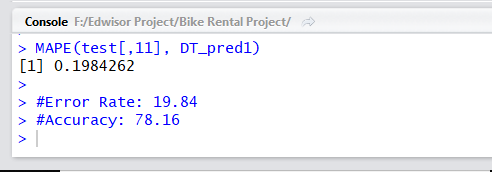 Console F:/Edwisor Project/Bike Rental Project/
> MAPE(test[,11], DT_pred1)
[1] 0.1984262
>
> #Error Rate: 19.84
> #Accuracy: 78.16
>